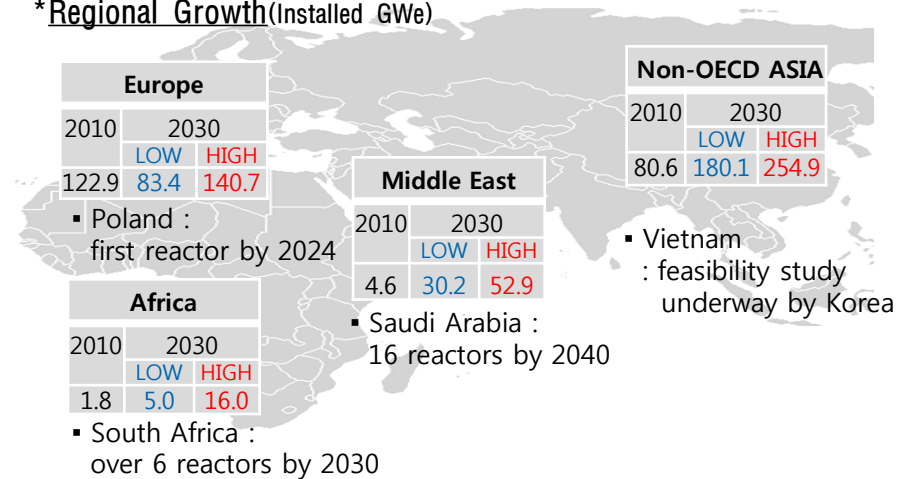 *Regional Growth(Installed GWe)
Europe
2010 2030
LOW HIGH
122.9 83.4 140.7
▪ Poland :
first reactor by 2024
Africa
2010 2030
LOW HIGH
1.8 5.0 16.0
▪ South Africa :
over 6 reactors by 2030
Middle East
2010 2030
LOW HIGH
4.6 30.2 52.9
▪ Saudi Arabia :
16 reactors by 2040
Non-OECD ASIA
2010 2030
LOW HIGH
80.6 180.1 254.9
▪ Vietnam
: feasibility study
underway by Korea